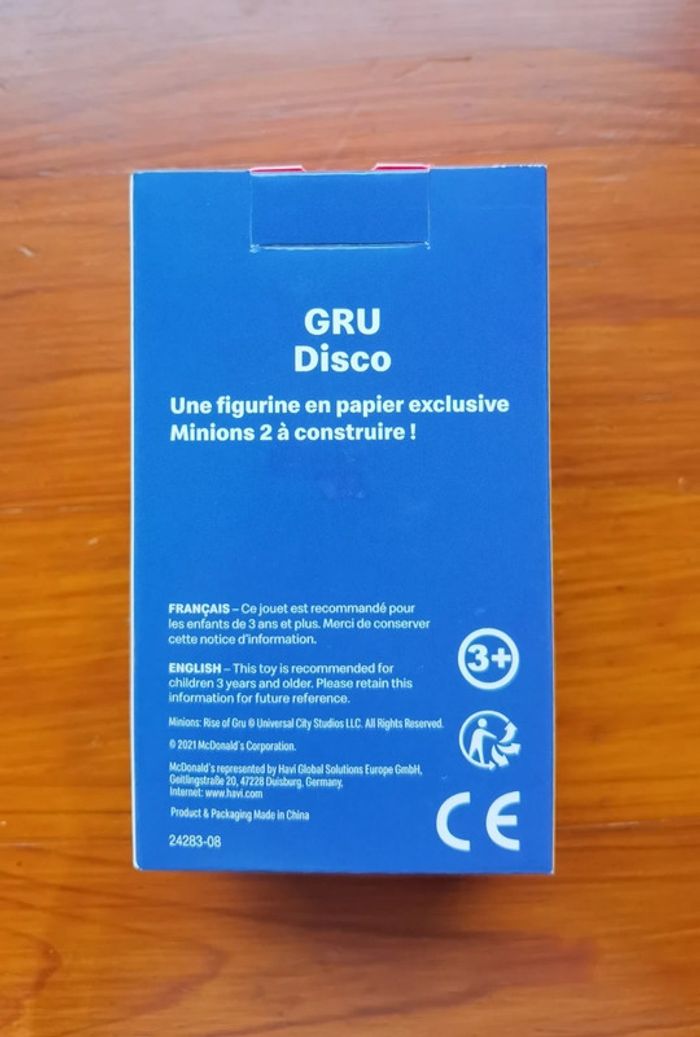 GRU
Disco
Une figurine en papier exclusive
Minions 2 à construire !
FRANÇAIS – Ce jouet est recommandé pour
les enfants de 3 ans et plus. Merci de conserver
cette notice d'information.
3+
ENGLISH – This toy is recommended for
children 3 years and older. Please retain this
information for future reference.
Minions: Rise of Gru © Universal City Studios LLC. All Rights Reserved.
© 2021 McDonald's Corporation.
McDonald's represented by Havi Global Solutions Europe GmbH,
Geitlingstraße 20, 47228 Duisburg, Germany,
Internet: www.havi.com
Product & Packaging Made in China
CE
24283-08